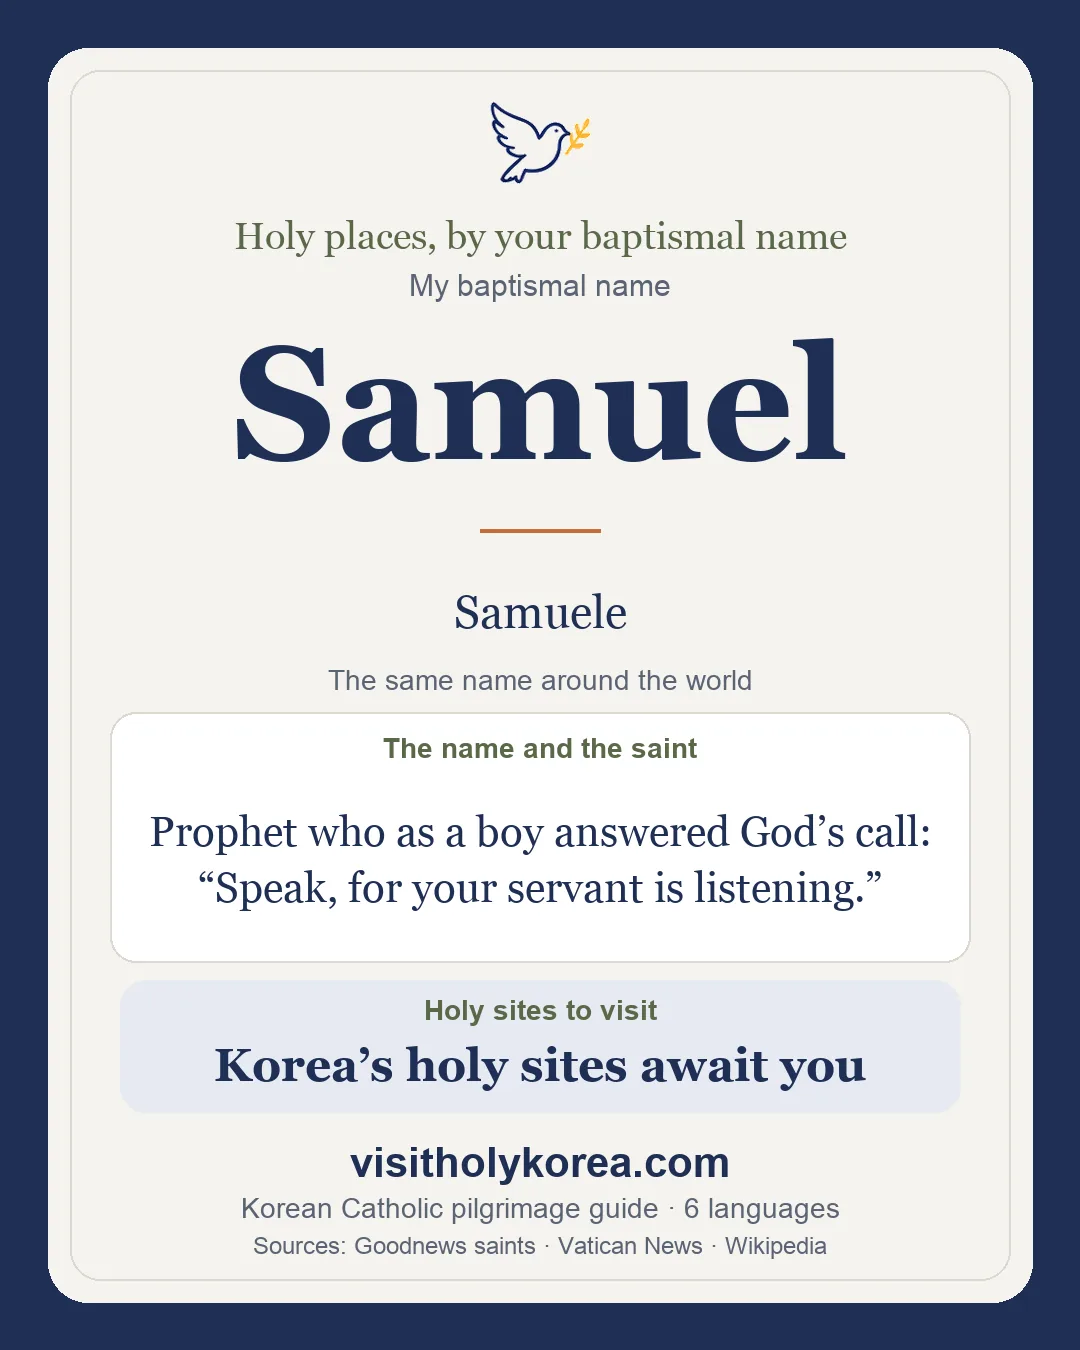 Holy places, by your baptismal name
My baptismal name
Samuel
Samuele
The same name around the world
The name and the saint
Prophet who as a boy answered God’s call:
“Speak, for your servant is listening.”
Holy sites to visit
Korea’s holy sites await you
visitholykorea.com
Korean Catholic pilgrimage guide · 6 languages
Sources: Goodnews saints · Vatican News · Wikipedia